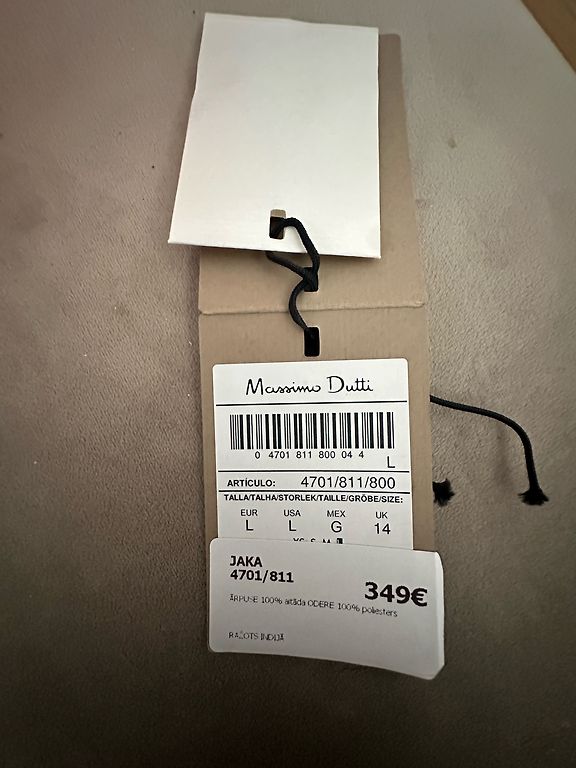 Massimo Dutti
0 4701 811 800 04 4
L
ARTÍCULO: 4701/811/800
TALLA/TALHA/STORLEK/TAILLE/GRÖBE/SIZE:
EUR USA MEX UK
L L G 14
JAKA
4701/811
349€
ĀRPUSE 100% aitāda ODERE 100% poliesters
RAŽOTS INDIJĀ